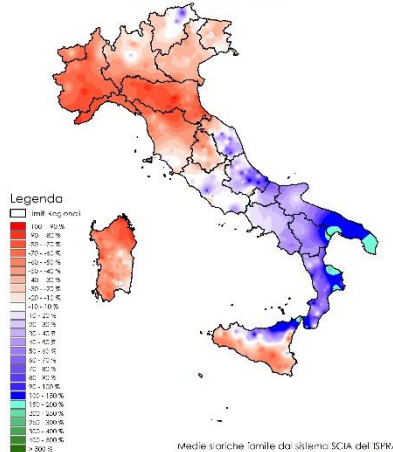 Legenda
Limiti Regionali
-100 - -90 %
-90 - -80 %
-80 - -70 %
-70 - -60 %
-60 - -50 %
-50 - -40 %
-40 - -30 %
-30 - -20 %
-20 - -10 %
-10 - 10 %
10 - 20 %
20 - 30 %
30 - 40 %
40 - 50 %
50 - 60 %
60 - 70 %
70 - 80 %
80 - 90 %
90 - 100 %
100 - 150 %
150 - 200 %
200 - 250 %
250 - 300 %
300 - 400 %
400 - 500 %
> 500 %
Medie storiche fornite dal sistema SCIA dell'ISPRA